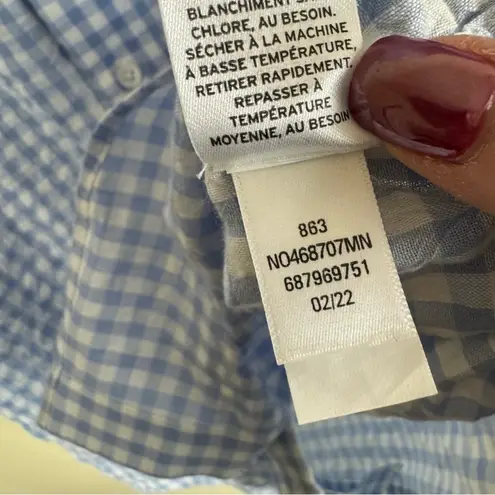 BLANCHIMENT
CHLORE, AU BESOIN.
SÉCHER À LA MACHINE
À BASSE TEMPÉRATURE,
RETIRER RAPIDEMENT.
REPASSER À
TEMPÉRATURE
MOYENNE, AU BESOIN
863
NO468707MN
687969751
02/22